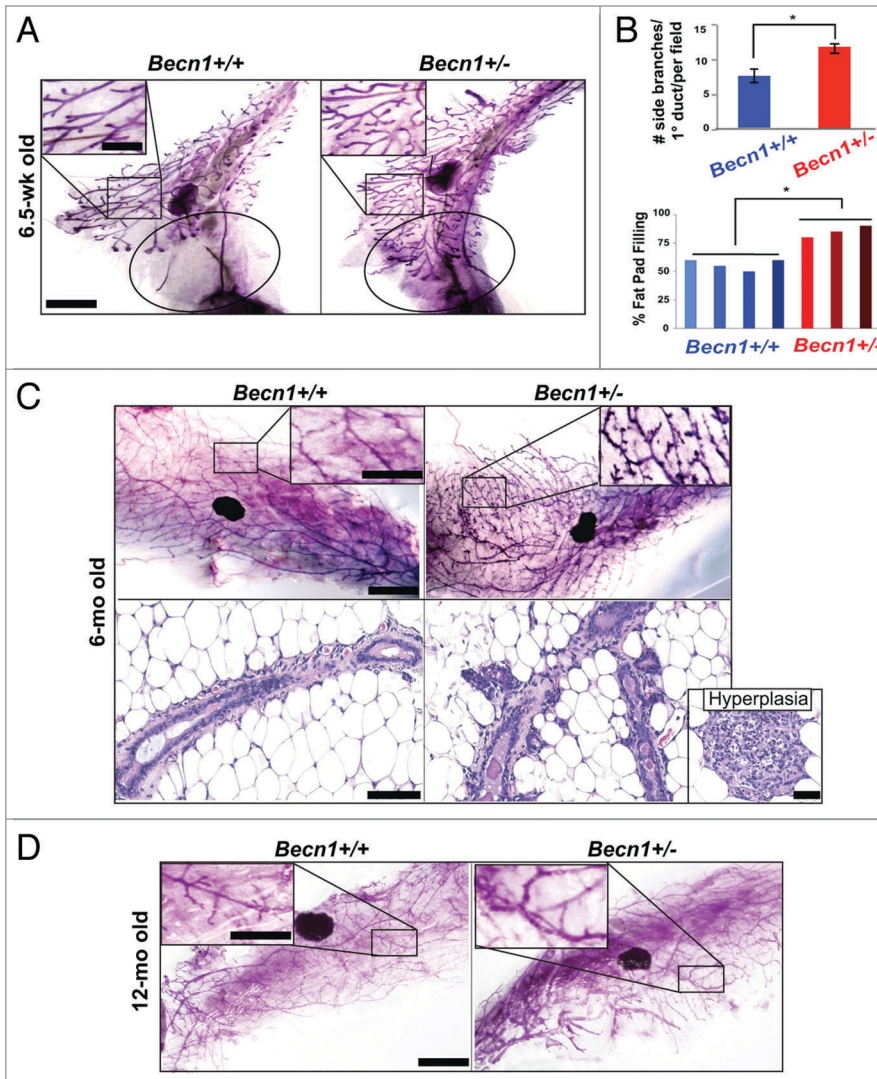 A
Becn1+/+
Becn1+/-
6.5-wk old
B
*
# side branches/
1° duct/per field
15
10
5
0
Becn1+/+
Becn1+/-
*
% Fat Pad Filling
100
75
50
25
0
Becn1+/+
Becn1+/-
C
Becn1+/+
Becn1+/-
6-mo old
Hyperplasia
D
Becn1+/+
Becn1+/-
12-mo old